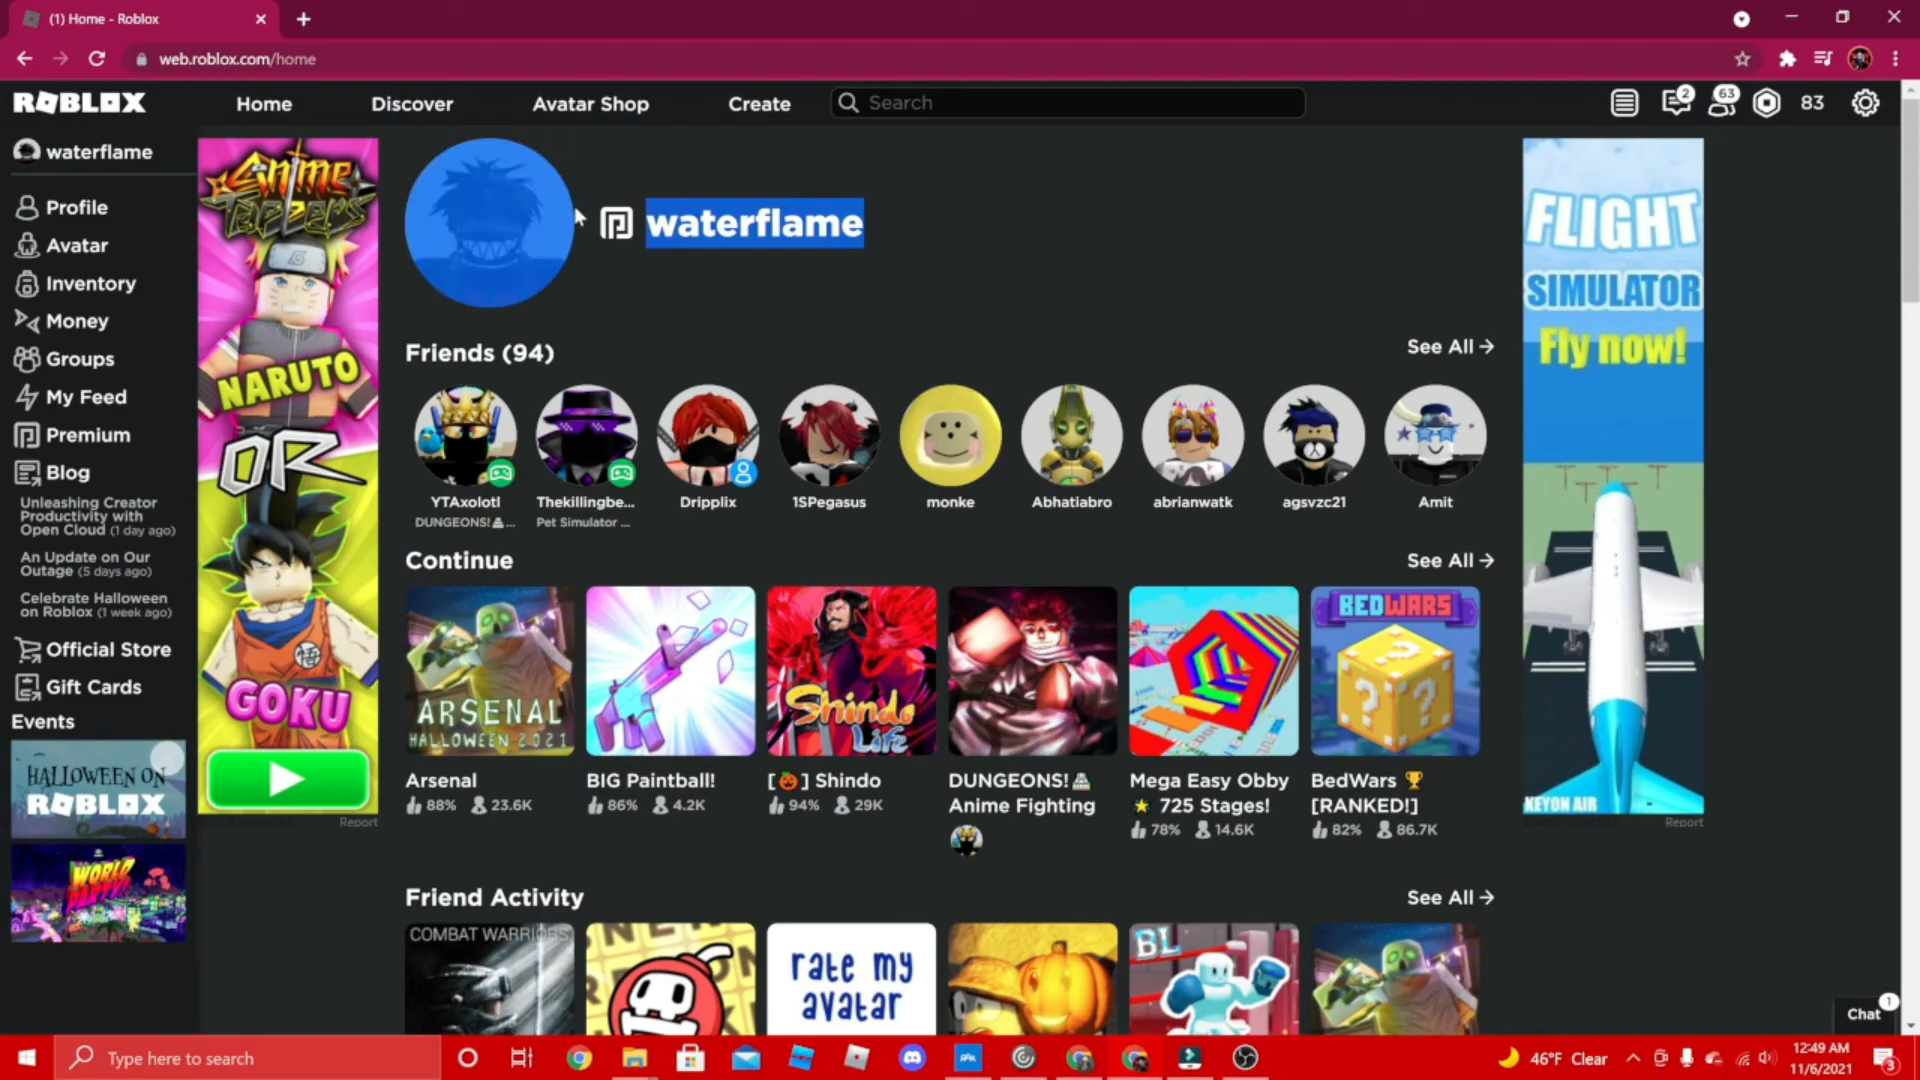 (1) Home - Roblox
web.roblox.com/home
ROBLOX
Home
Discover
Avatar Shop
Create
Search
2
63
83
waterflame
Profile
Avatar
Inventory
Money
Groups
My Feed
Premium
Blog
Unleashing Creator
Productivity with
Open Cloud (1 day ago)
An Update on Our
Outage (5 days ago)
Celebrate Halloween
on Roblox (1 week ago)
Official Store
Gift Cards
Events
HALLOWEEN ON
ROBLOX
WORLD
PARTY!
Anime
Tappers
NARUTO
OR
GOKU
Report
waterflame
Friends (94)
See All →
YTAxolotl
DUNGEONS!...
Thekillingbe...
Pet Simulator ...
Dripplix
1SPegasus
monke
Abhatiabro
abrianwatk
agsvzc21
Amit
Continue
See All →
ARSENAL
HALLOWEEN 2021
Shindo
Life
BEDWARS
? ? ?
Arsenal
88% 23.6K
BIG Paintball!
86% 4.2K
[🎃] Shindo
94% 29K
DUNGEONS!
Anime Fighting
Mega Easy Obby
🌟 725 Stages!
78% 14.6K
BedWars 🏆
[RANKED!]
82% 86.7K
Friend Activity
See All →
COMBAT WARRIORS
rate my
avatar
BL
FLIGHT
SIMULATOR
Fly now!
KEYON AIR
Report
Chat
1
Type here to search
46°F Clear
12:49 AM
11/6/2021
3